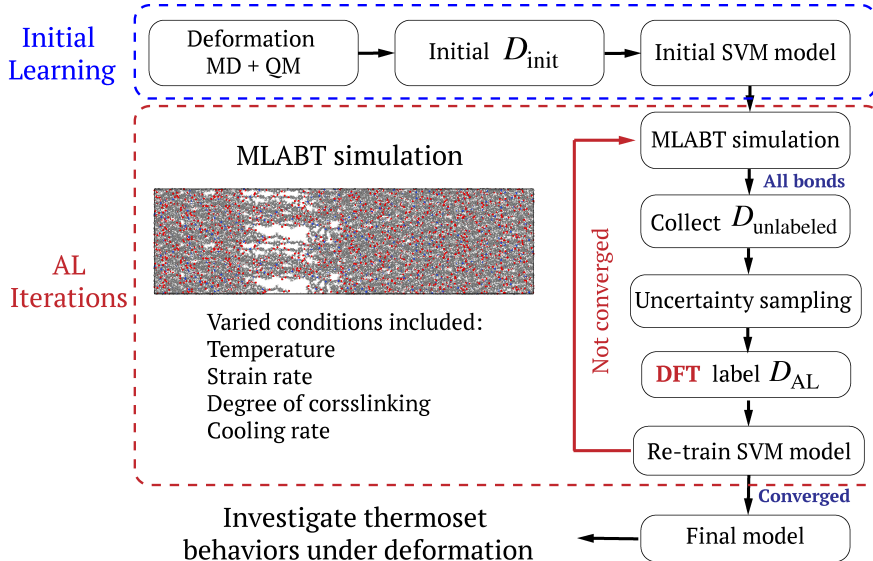 Initial
Learning
Deformation
MD + QM
Initial D_init
Initial SVM model
AL
Iterations
MLABT simulation
Varied conditions included:
Temperature
Strain rate
Degree of corsslinking
Cooling rate
Not converged
MLABT simulation
All bonds
Collect D_unlabeled
Uncertainty sampling
DFT label D_AL
Re-train SVM model
Converged
Final model
Investigate thermoset
behaviors under deformation